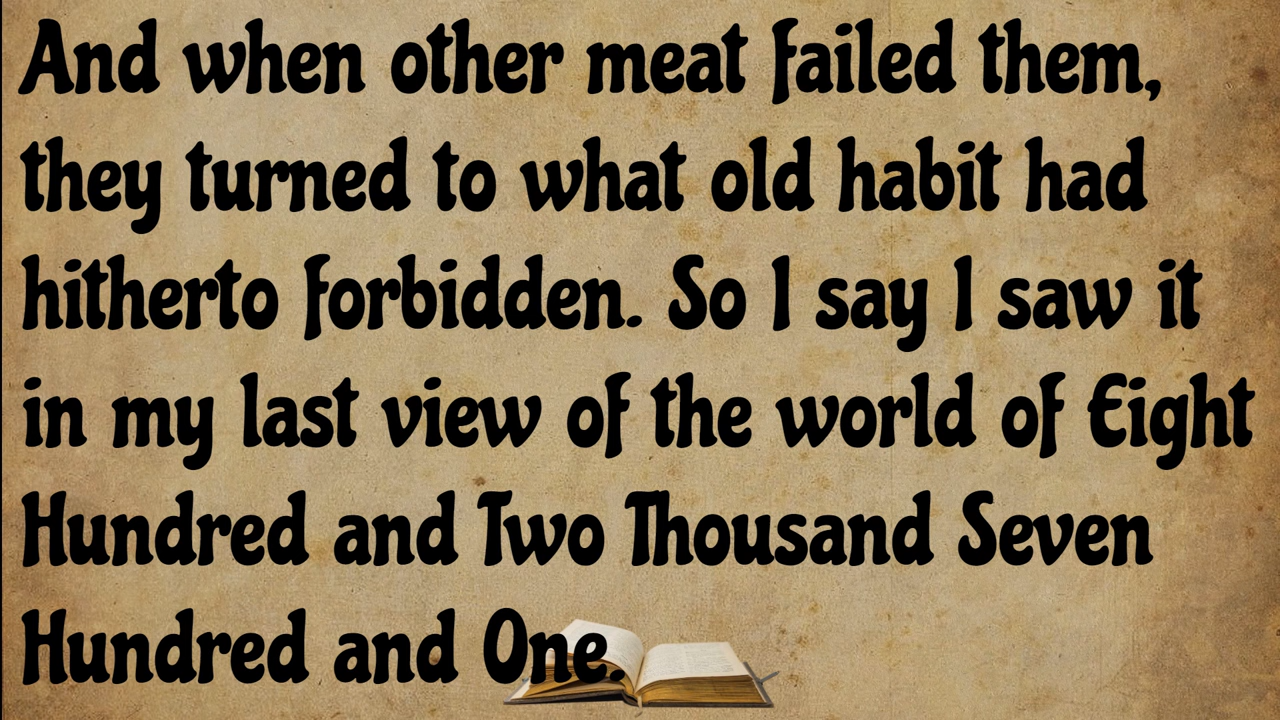 And when other meat failed them,
they turned to what old habit had
hitherto forbidden. So I say I saw it
in my last view of the world of Eight
Hundred and Two Thousand Seven
Hundred and One.